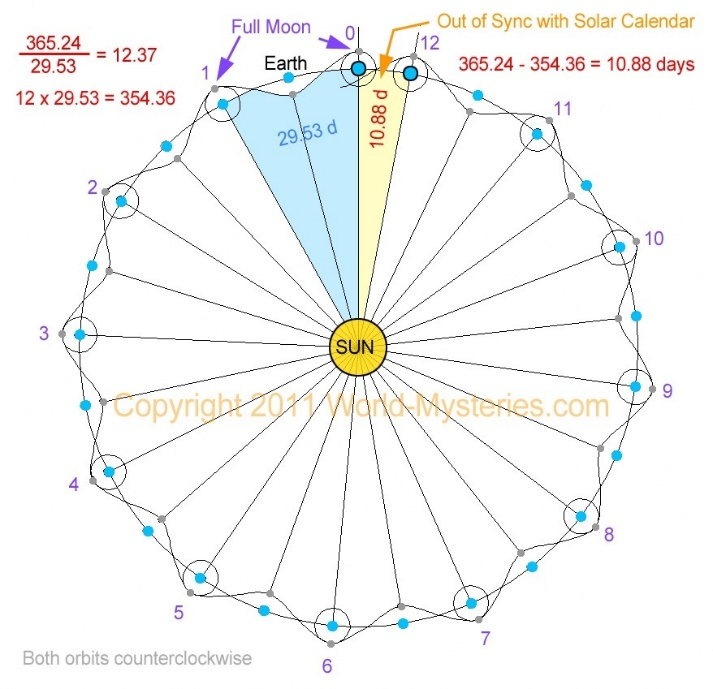 0
12
Out of Sync with Solar Calendar
Full Moon
365.24
29.53
= 12.37
12 x 29.53 = 354.36
Earth
365.24 - 354.36 = 10.88 days
1
29.53 d
10.88 d
11
2
10
3
SUN
9
Copyright 2011 World-Mysteries.com
4
8
5
7
6
Both orbits counterclockwise